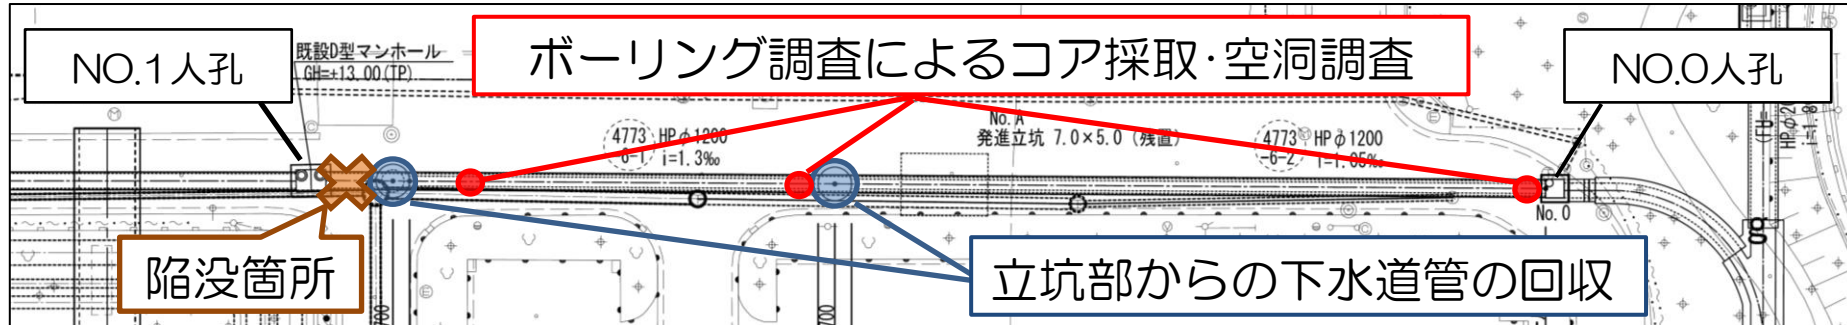 NO.1人孔
既設D型マンホール
GH=+13.00(TP)
ボーリング調査によるコア採取・空洞調査
NO.0人孔
4773 HPφ1200
6-1 i=1.3‰
No.A
発進立坑 7.0×5.0 (残置)
4773 HPφ1200
-6-2 i=1.05‰
No.0
陥没箇所
立坑部からの下水道管の回収
700
700